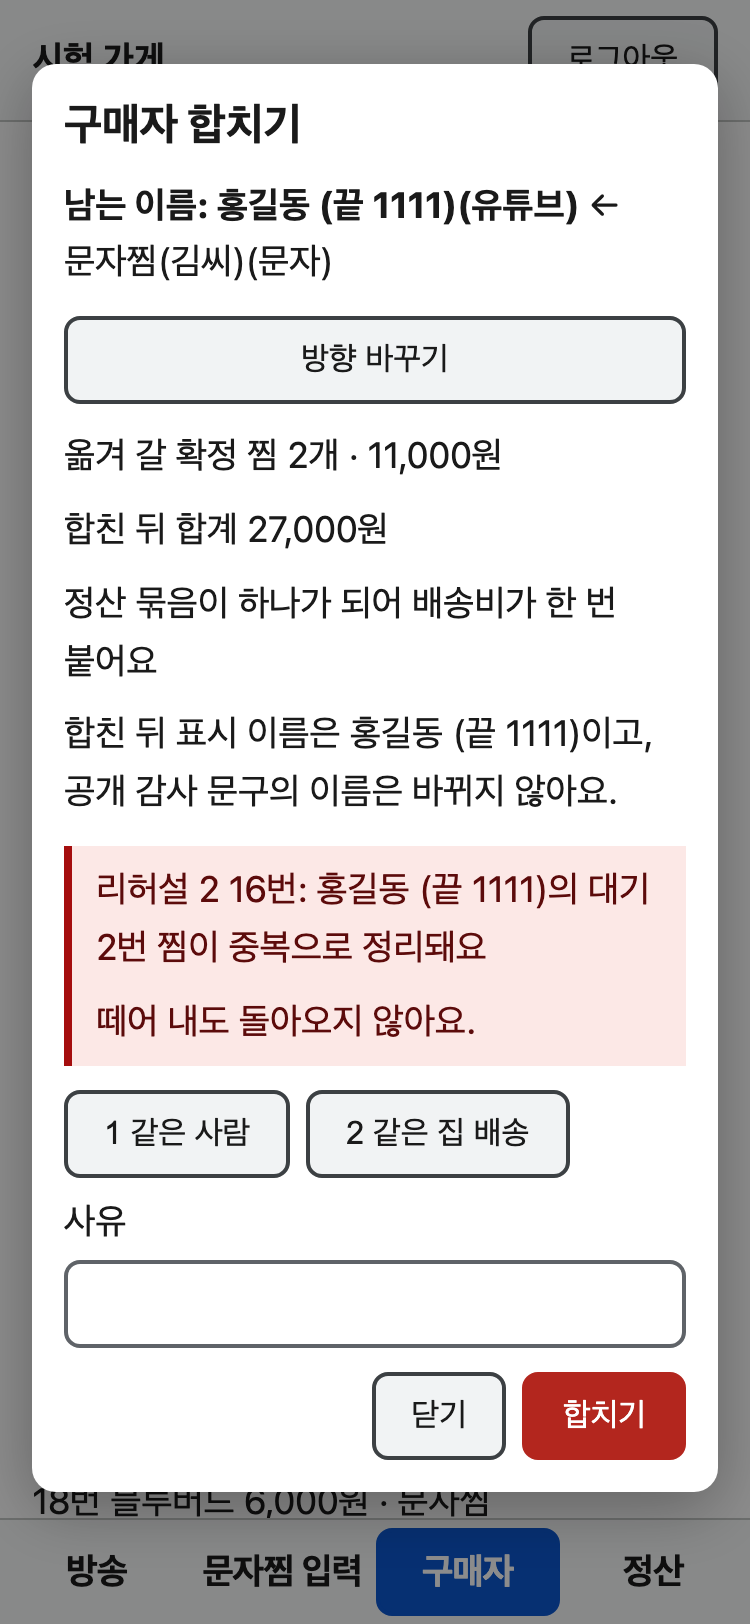 시험 가게
로그아웃
구매자 합치기
남는 이름: 홍길동 (끝 1111)(유튜브) ←
문자찜(김씨)(문자)
방향 바꾸기
옮겨 갈 확정 찜 2개 · 11,000원
합친 뒤 합계 27,000원
정산 묶음이 하나가 되어 배송비가 한 번
붙어요
합친 뒤 표시 이름은 홍길동 (끝 1111)이고,
공개 감사 문구의 이름은 바뀌지 않아요.
리허설 2 16번: 홍길동 (끝 1111)의 대기
2번 찜이 중복으로 정리돼요
떼어 내도 돌아오지 않아요.
1 같은 사람
2 같은 집 배송
사유
닫기
합치기
18번 블루버드 6,000원 · 문자찜
방송
문자찜 입력
구매자
정산